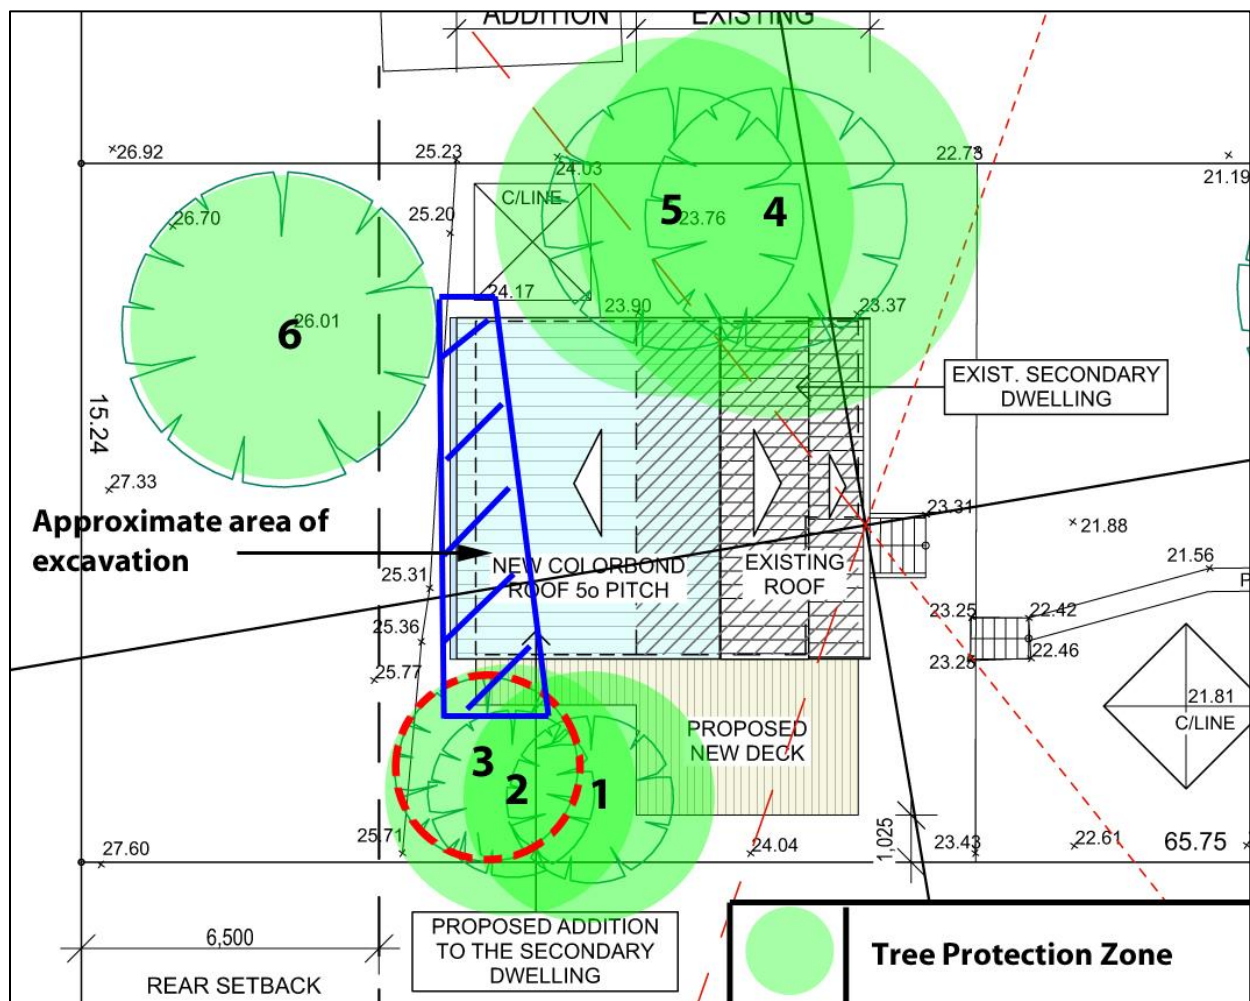 ADDITION
EXISTING
26.92
25.23
24.03
22.73
21.19
C/LINE
26.70
25.20
5
23.76
4
24.17
23.90
23.37
6
26.01
EXIST. SECONDARY
DWELLING
15.24
27.33
23.31
21.88
Approximate area of
excavation
NEW COLORBOND
ROOF 5o PITCH
EXISTING
ROOF
21.56
25.31
25.36
23.25
22.42
25.77
23.25
22.46
21.81
C/LINE
PROPOSED
NEW DECK
3
2
1
25.71
27.60
24.04
1,025
23.43
22.61
65.75
6,500
REAR SETBACK
PROPOSED ADDITION
TO THE SECONDARY
DWELLING
Tree Protection Zone